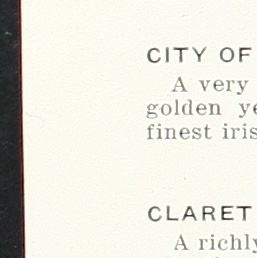 CITY OF
A very
golden ye
finest iris
CLARET
A richly